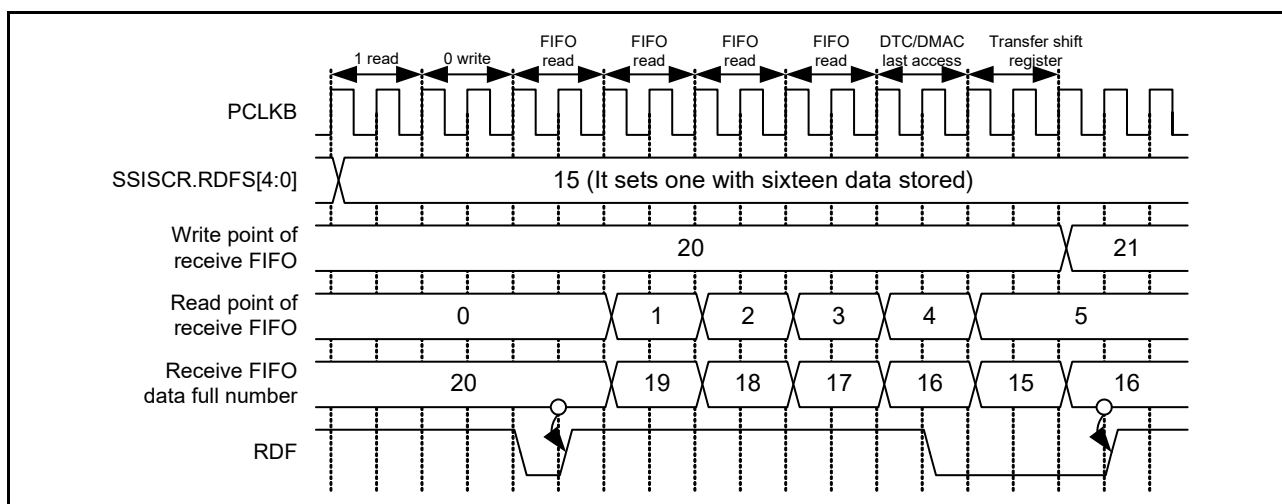 1 read
0 write
FIFO
read
FIFO
read
FIFO
read
FIFO
read
DTC/DMAC
last access
Transfer shift
register
PCLKB
SSISCR.RDFS[4:0]
15 (It sets one with sixteen data stored)
Write point of
receive FIFO
20
21
Read point of
receive FIFO
0
1
2
3
4
5
Receive FIFO
data full number
20
19
18
17
16
15
16
RDF